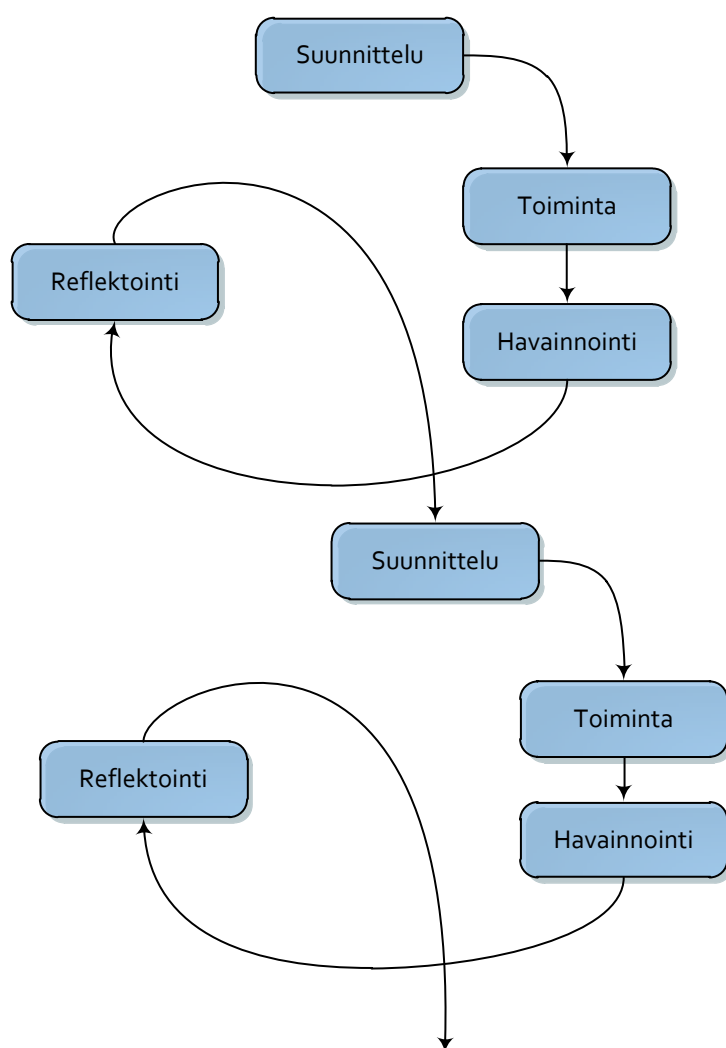 Suunnittelu
Toiminta
Reflektointi
Havainnointi
Suunnittelu
Toiminta
Reflektointi
Havainnointi